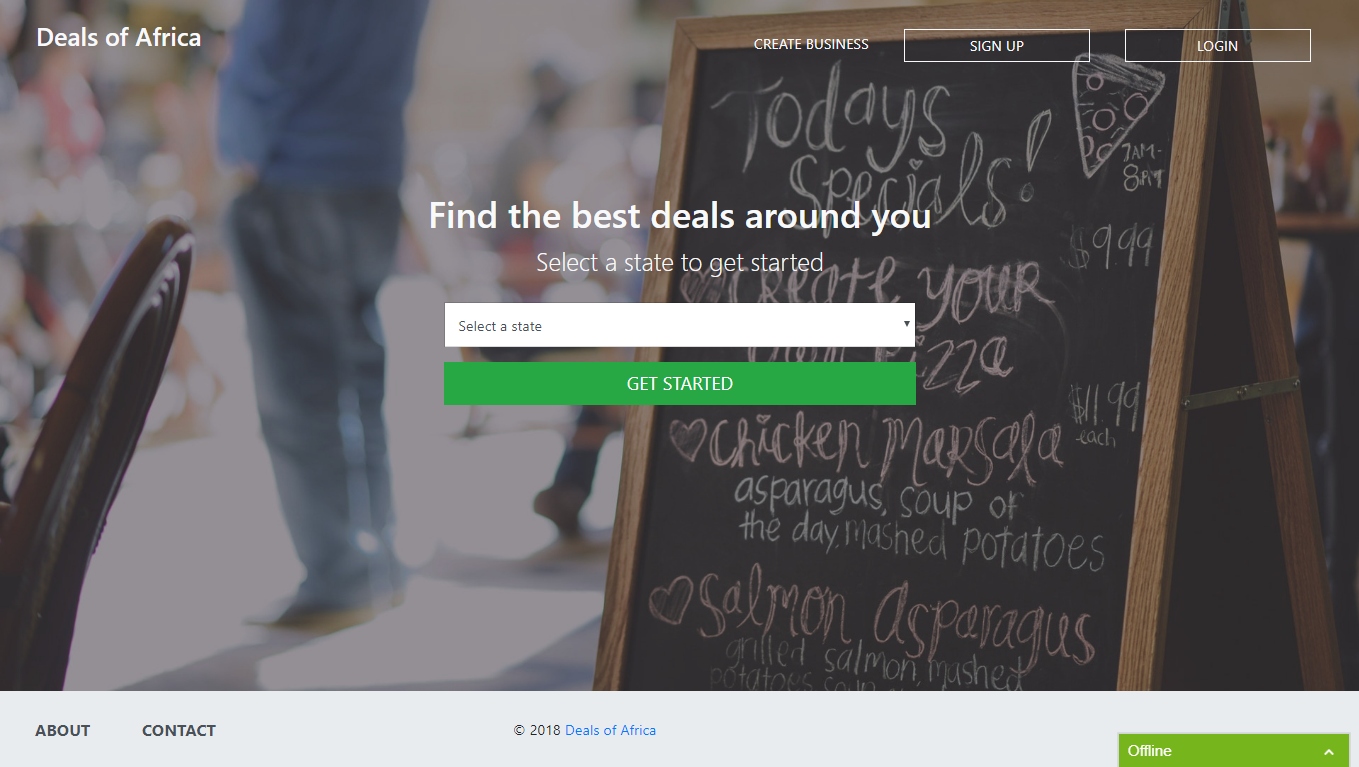 Deals of Africa
CREATE BUSINESS
SIGN UP
LOGIN
Todays
Specials!
7AM-
8PM
Find the best deals around you
$9.99
Select a state to get started
Create your
own pizza
Select a state
GET STARTED
$11.99
each
Chicken Marsala
asparagus, soup of
the day, mashed potatoes
Salmon Asparagus
grilled salmon, mashed
potatoes soup
ABOUT
CONTACT
© 2018 Deals of Africa
Offline